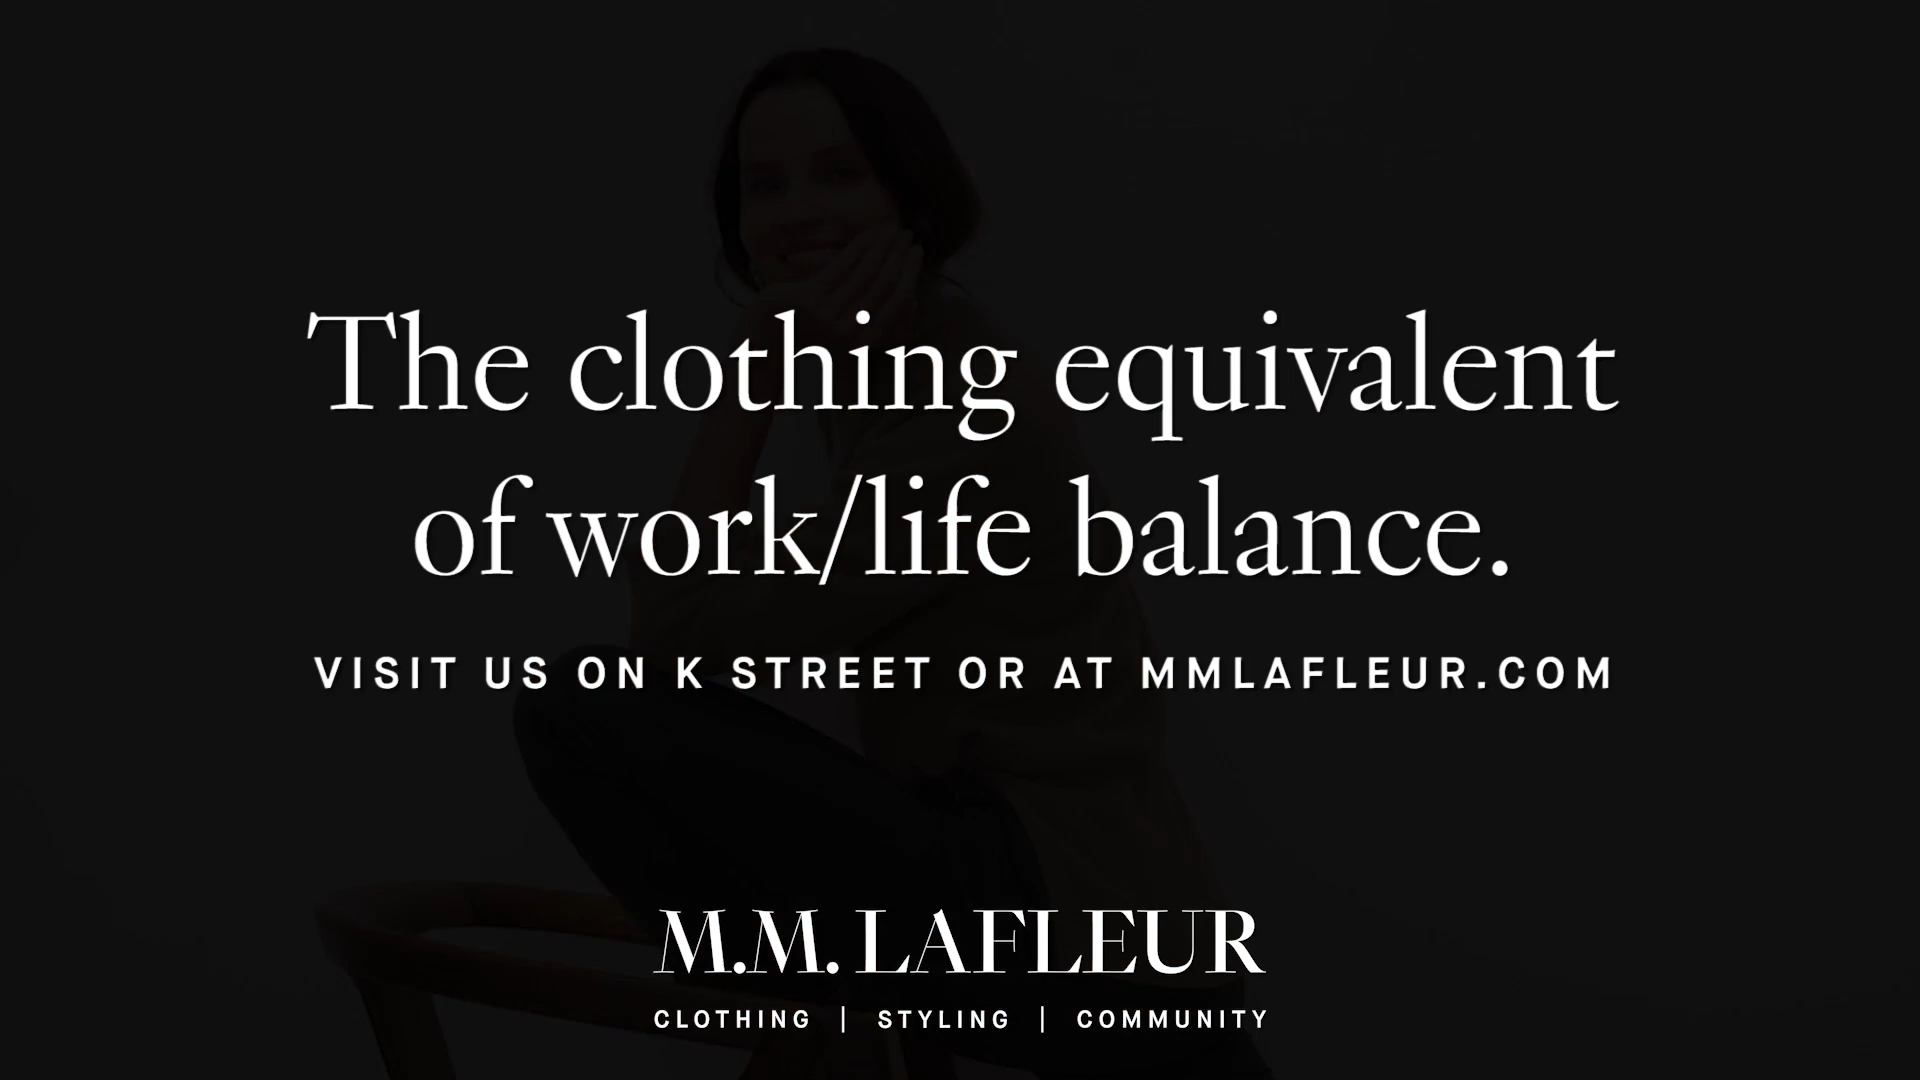 The clothing equivalent
of work/life balance.
VISIT US ON K STREET OR AT MMLAFLEUR.COM
M.M. LAFLEUR
CLOTHING | STYLING | COMMUNITY